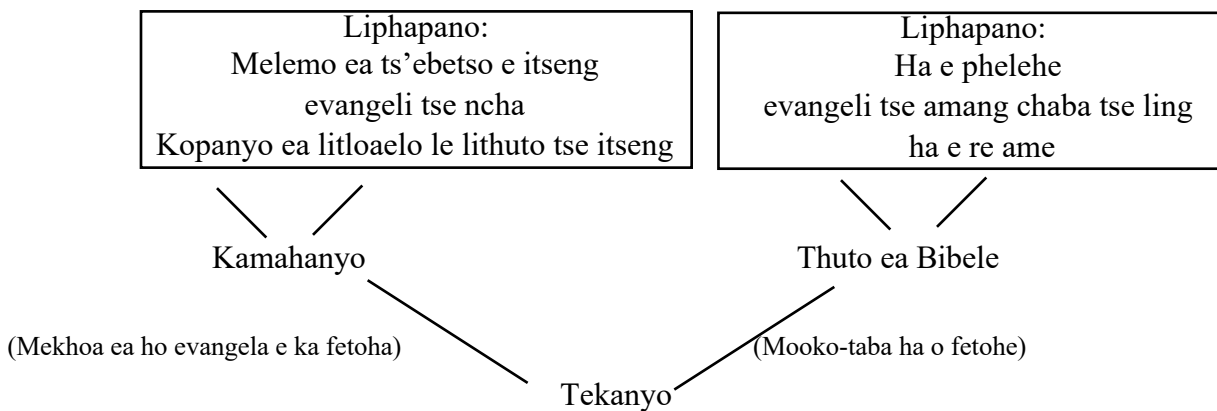 Liphapano:
Melemo ea ts’ebetso e itseng
evangeli tse ncha
Kopanyo ea litloaelo le lithuto tse itseng
Liphapano:
Ha e phelehe
evangeli tse amang chaba tse ling
ha e re ame
Kamahanyo
Thuto ea Bibele
(Mekhoa ea ho evangela e ka fetoha)
(Mooko-taba ha o fetohe)
Tekanyo